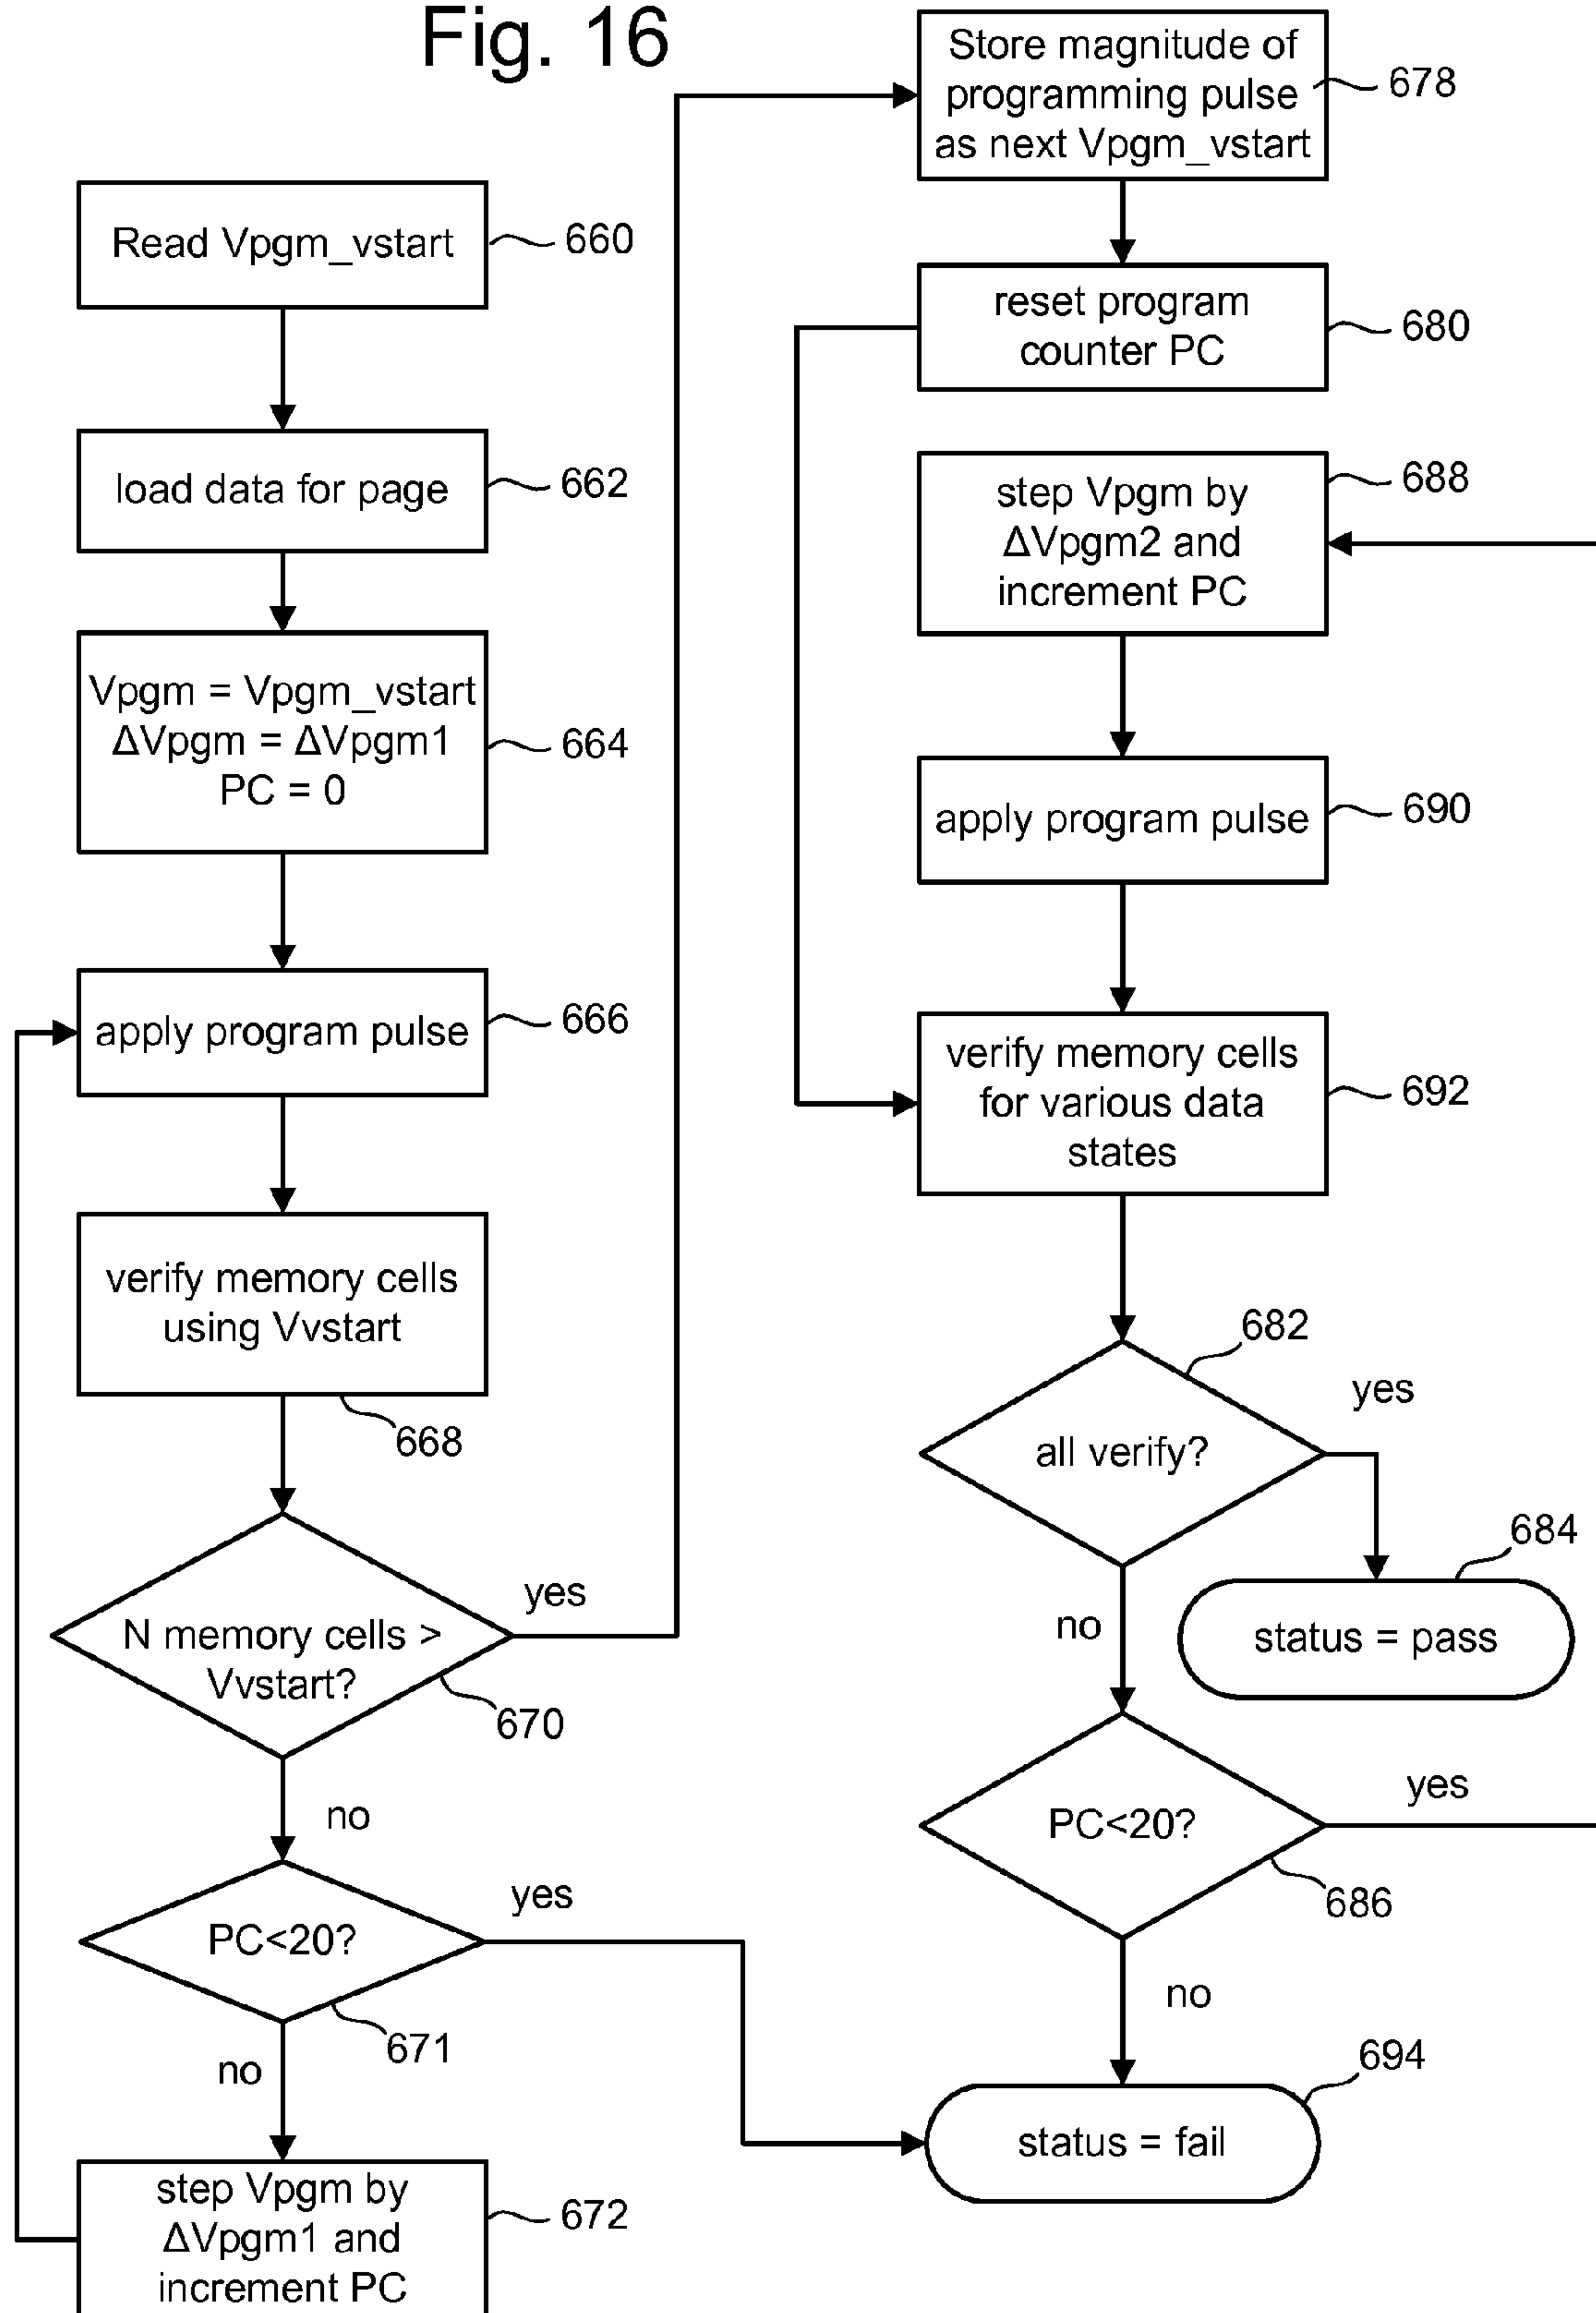 Fig. 16
Read Vpgm_vstart
660
load data for page
662
Vpgm = Vpgm_vstart
ΔVpgm = ΔVpgm1
PC = 0
664
apply program pulse
666
verify memory cells
using Vvstart
668
N memory cells >
Vvstart?
670
yes
no
PC<20?
671
yes
no
step Vpgm by
ΔVpgm1 and
increment PC
672
Store magnitude of
programming pulse
as next Vpgm_vstart
678
reset program
counter PC
680
step Vpgm by
ΔVpgm2 and
increment PC
688
apply program pulse
690
verify memory cells
for various data
states
692
682
all verify?
yes
684
status = pass
no
PC<20?
yes
686
no
694
status = fail